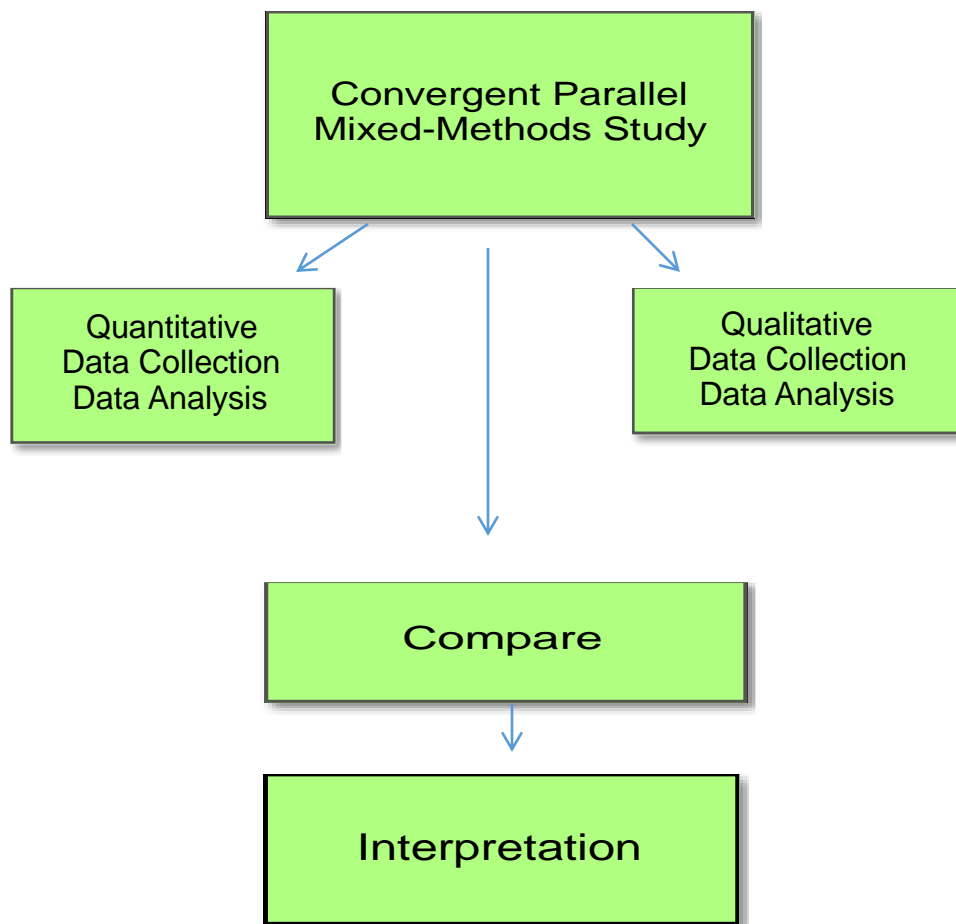 Convergent Parallel
Mixed-Methods Study
Quantitative
Data Collection
Data Analysis
Qualitative
Data Collection
Data Analysis
Compare
Interpretation